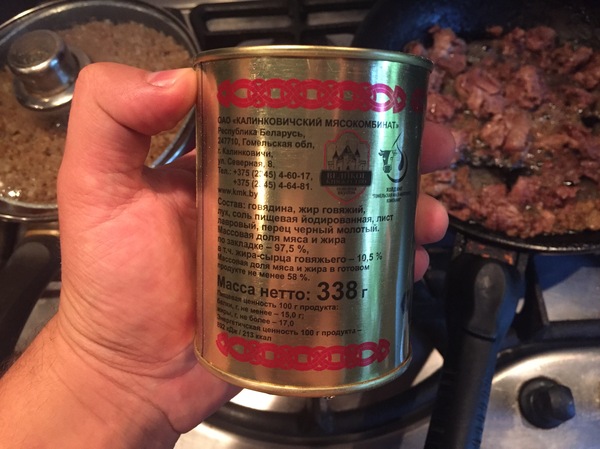 ОАО «КАЛИНКОВИЧСКИЙ МЯСОКОМБИНАТ»
Республика Беларусь,
247710, Гомельская обл,
г. Калинковичи,
ул. Северная, 8.
Тел.: +375 (2345) 4-60-17,
+375 (2345) 4-64-81.
www.kmk.by
Состав: говядина, жир говяжий,
лук, соль пищевая йодированная, лист
лавровый, перец черный молотый.
Массовая доля мяса и жира
по закладке – 97,5 %,
в т.ч. жира-сырца говяжьего – 10,5 %
Массовая доля мяса и жира в готовом
продукте не менее 58 %.
Масса нетто: 338 г
Пищевая ценность 100 г продукта:
белки, г, не менее – 15,0 г;
жиры, г, не более – 17,0
Энергетическая ценность 100 г продукта –
/ 213 ккал